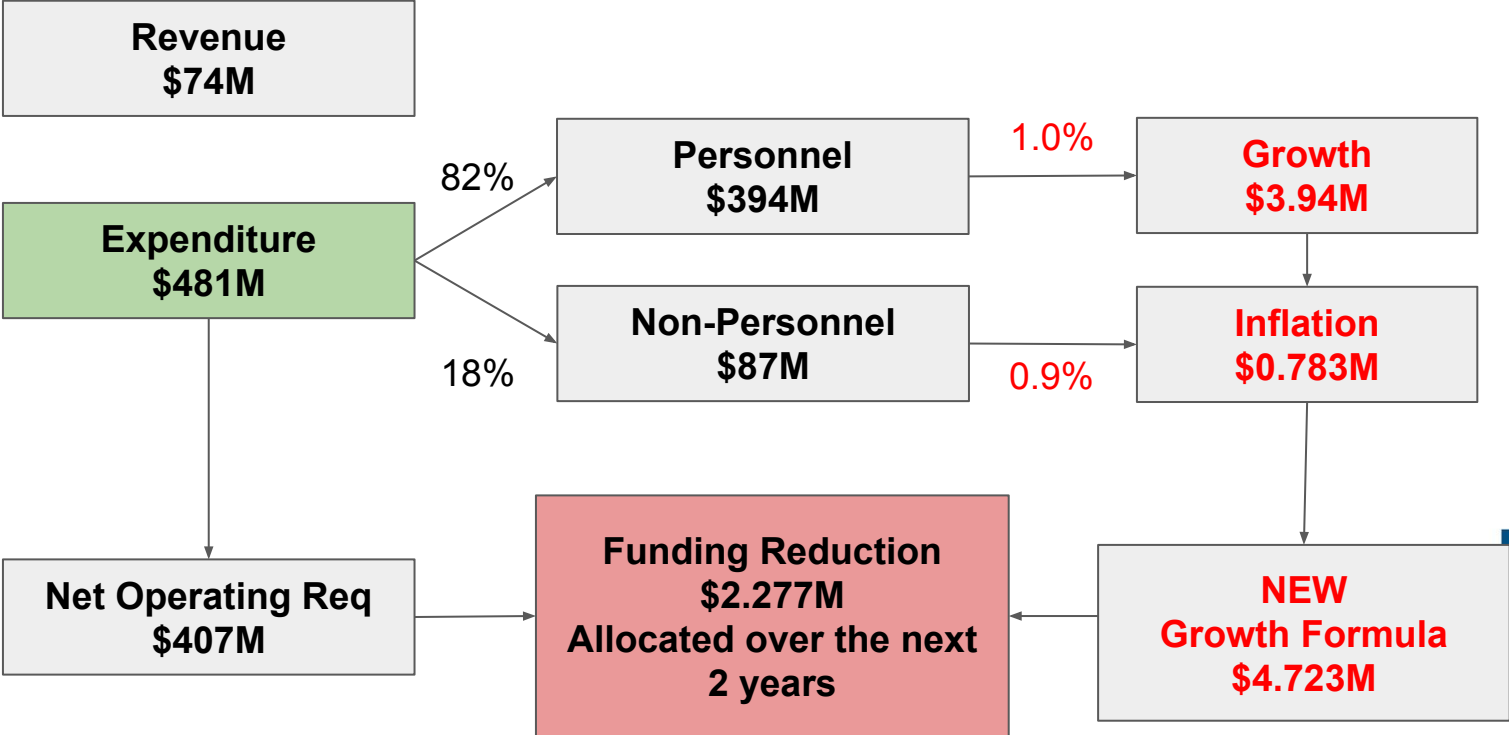 Revenue
$74M
Expenditure
$481M
82%
18%
Personnel
$394M
Non-Personnel
$87M
1.0%
0.9%
Growth
$3.94M
Inflation
$0.783M
Net Operating Req
$407M
Funding Reduction
$2.277M
Allocated over the next
2 years
NEW
Growth Formula
$4.723M